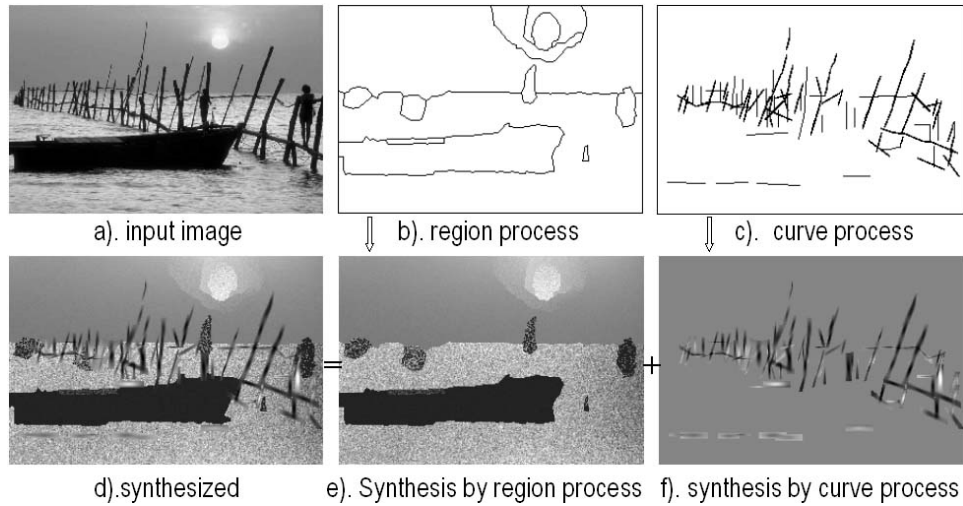 a). input image
b). region process
c). curve process
=
+
d).synthesized
e). Synthesis by region process
f). synthesis by curve process